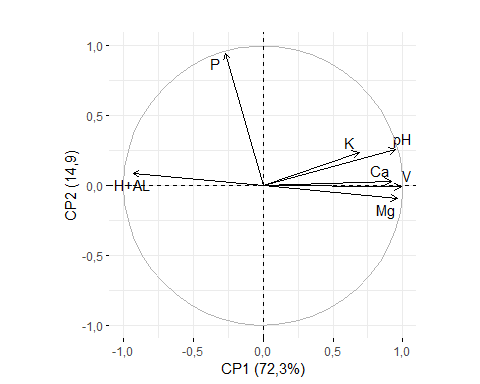 1,0
P
0,5
K
pH
Ca
V
H+AL
0,0
Mg
CP2 (14,9)
-0,5
-1,0
-1,0 -0,5 0,0 0,5 1,0
CP1 (72,3%)